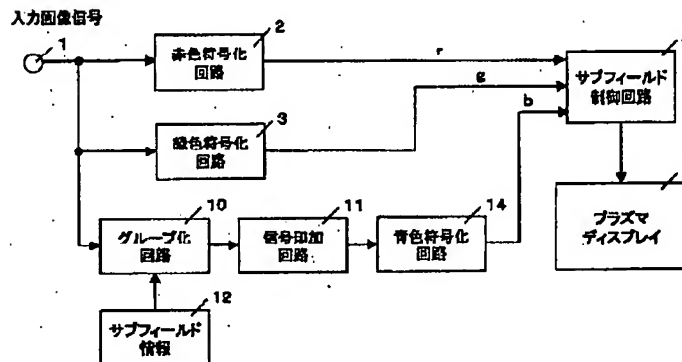 入力画像信号
1
赤色符号化
回路
2
r
サブフィールド
制御回路
g
b
緑色符号化
回路
3
グループ化
回路
10
信号印加
回路
11
青色符号化
回路
14
プラズマ
ディスプレイ
サブフィールド
情報
12